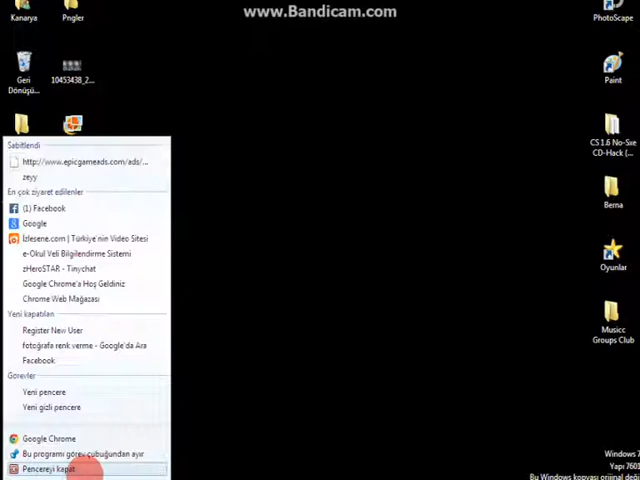 www.Bandicam.com
Kanarya
Pngler
PhotoScape
Geri
Dönüşü...
10453438_2...
Paint
Sabitlendi
http://www.epicgameads.com/ads/...
zeyy
En çok ziyaret edilenler
(1) Facebook
Google
İzlesene.com | Türkiye'nin Video Sitesi
e-Okul Veli Bilgilendirme Sistemi
zHeroSTAR - Tinychat
Google Chrome'a Hoş Geldiniz
Chrome Web Mağazası
Yeni kapatılan
Register New User
fotoğrafa renk verme - Google'da Ara
Facebook
Görevler
Yeni pencere
Yeni gizli pencere
Google Chrome
Bu programı görev çubuğundan ayır
Pencereyi kapat
CS 1.6 No-Sxe
CD-Hack (...
Berna
Oyunlar
Musicc
Groups Club
Windows 7
Yapı 760
Bu Windows kopyası orijinal değil